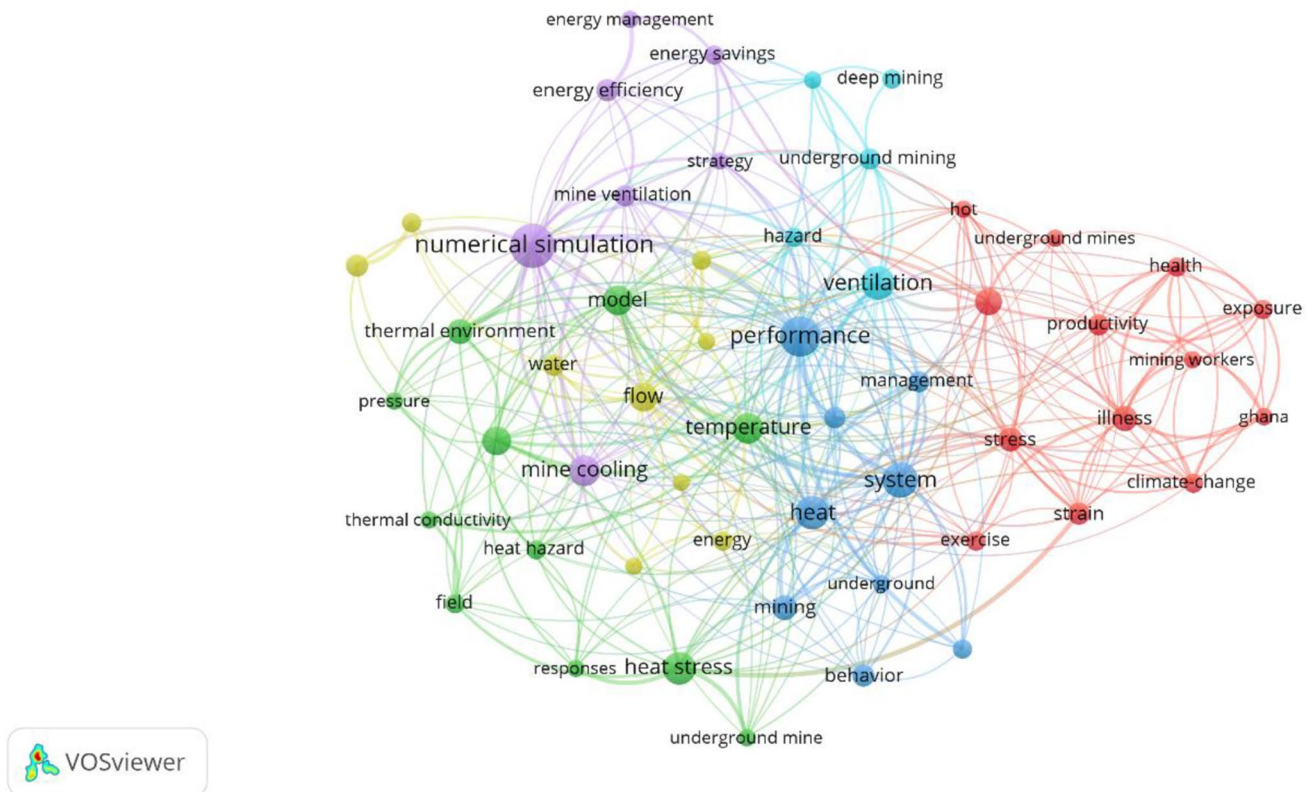 energy management
energy savings
deep mining
energy efficiency
strategy
underground mining
mine ventilation
hot
hazard
underground mines
numerical simulation
health
ventilation
model
exposure
thermal environment
performance
productivity
water
mining workers
management
pressure
flow
illness
ghana
temperature
stress
mine cooling
system
climate-change
thermal conductivity
heat
strain
heat hazard
energy
exercise
underground
field
mining
responses
heat stress
behavior
underground mine
VOSviewer